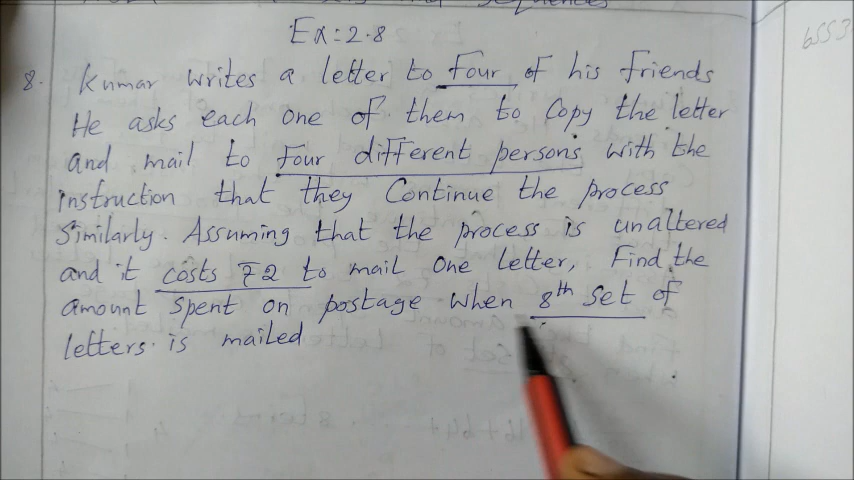 Ex: 2.8
8. Kumar writes a letter to four of his friends
He asks each one of them to Copy the letter
and mail to four different persons with the
instruction that they Continue the process
Similarly. Assuming that the process is unaltered
and it costs ₹2 to mail one letter, Find the
amount spent on postage when 8th set of
letters is mailed
6553